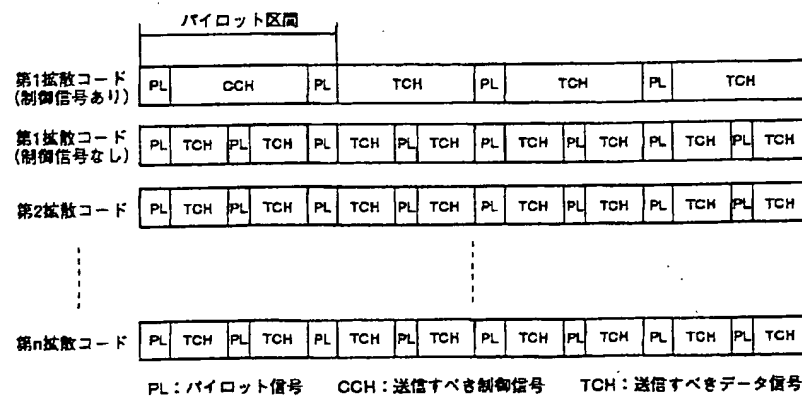 パイロット区間
第1拡散コード
(制御信号あり)
PL CCH PL TCH PL TCH PL TCH
第1拡散コード
(制御信号なし)
PL TCH PL TCH PL TCH PL TCH PL TCH PL TCH PL TCH PL TCH
第2拡散コード
PL TCH PL TCH PL TCH PL TCH PL TCH PL TCH PL TCH PL TCH
第n拡散コード
PL TCH PL TCH PL TCH PL TCH PL TCH PL TCH PL TCH PL TCH
PL：パイロット信号 CCH：送信すべき制御信号 TCH：送信すべきデータ信号